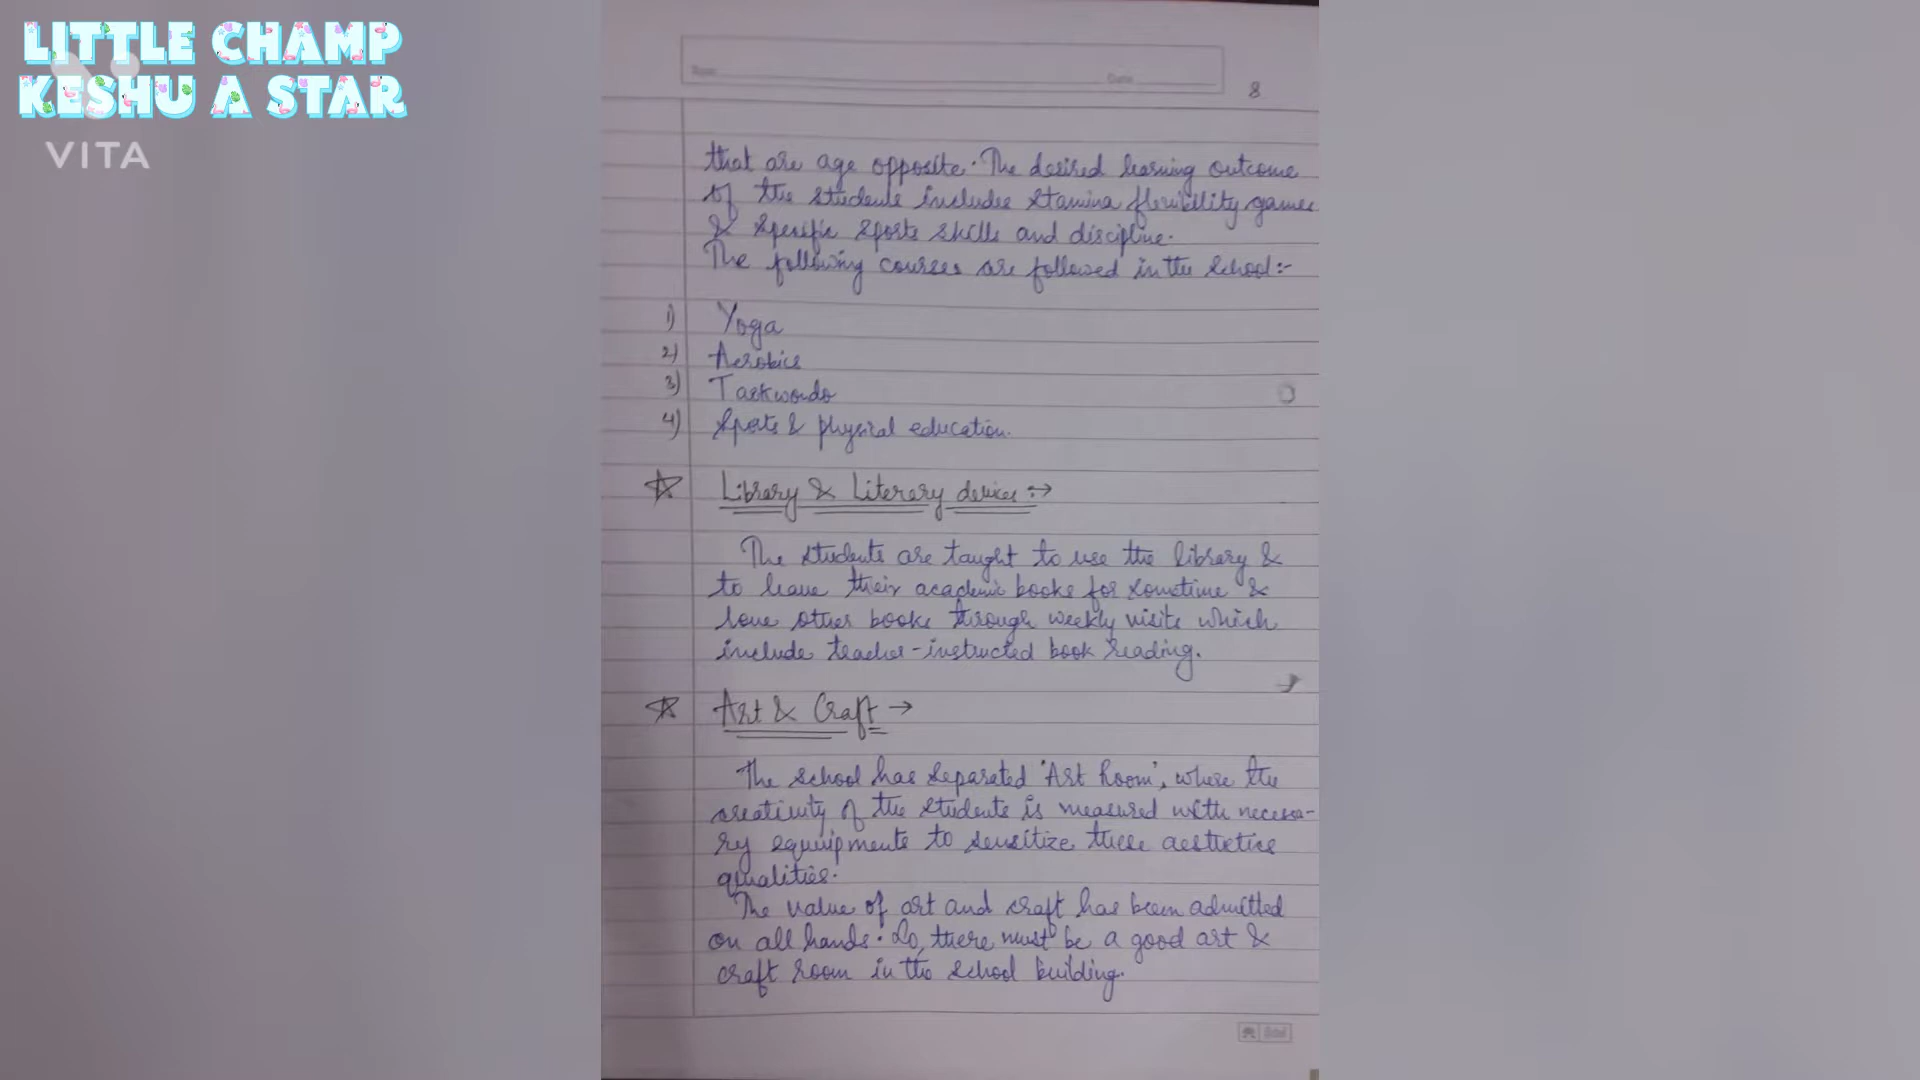 LITTLE CHAMP
KESHU A STAR
VITA
Date
8
that are age opposite. The desired learning outcome
of the students includes stamina flexibility games
& specific sports skills and discipline.
The following courses are followed in the school:-
1) Yoga
2) Aerobics
3) Taekwondo
4) Sports & physical education.
☆ Library & Literary devices :→
The students are taught to use the library &
to leave their academic books for sometime &
love other books through weekly visits which
include teacher-instructed book reading.
☆ Art & Craft →
The school has separated 'Art Room', where the
creativity of the students is measured with necessa-
ry equipments to sensitize these aesthetics
qualities.
The value of art and craft has been admitted
on all hands. So, there must be a good art &
craft room in the school building.